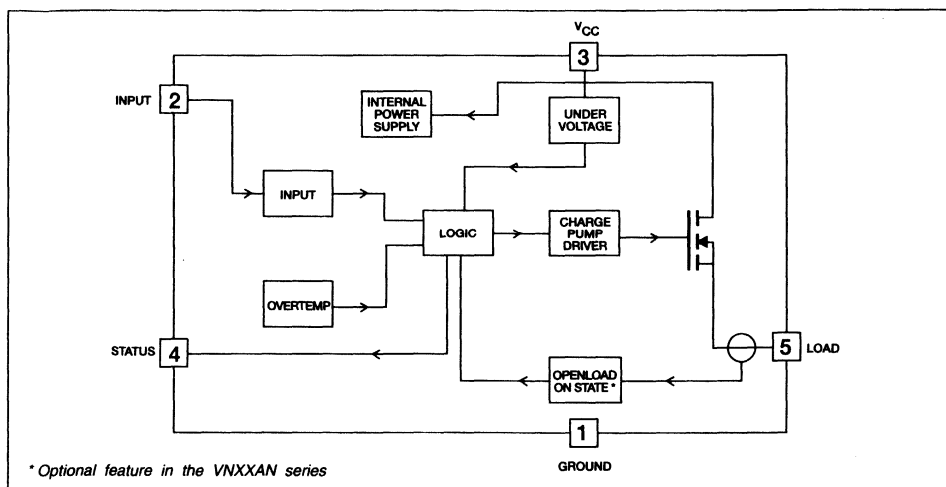 V_CC
3
INPUT
2
INTERNAL
POWER
SUPPLY
UNDER
VOLTAGE
INPUT
LOGIC
CHARGE
PUMP
DRIVER
OVERTEMP
STATUS
4
5
LOAD
OPENLOAD
ON STATE *
1
GROUND
* Optional feature in the VNXXAN series